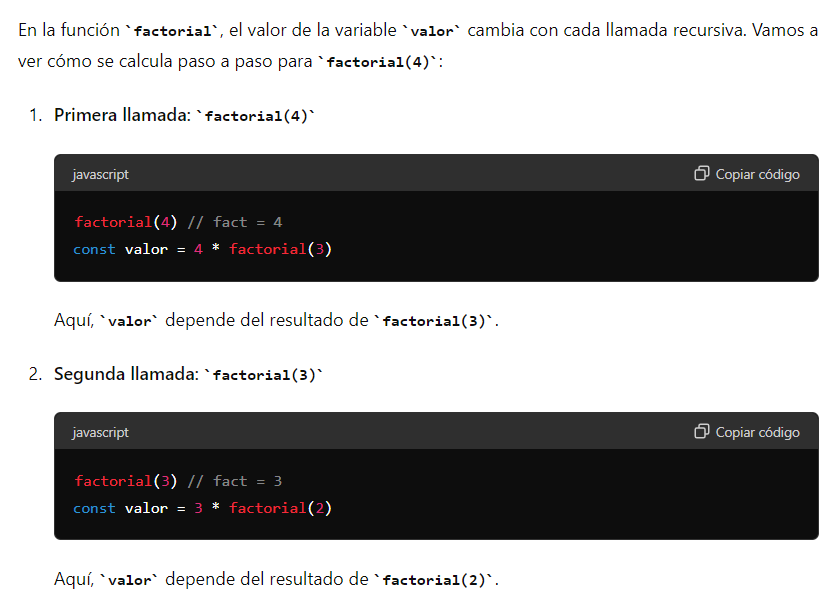 En la función `factorial`, el valor de la variable `valor` cambia con cada llamada recursiva. Vamos a
ver cómo se calcula paso a paso para `factorial(4)`:
1. Primera llamada: `factorial(4)`
javascript Copiar código
factorial(4) // fact = 4
const valor = 4 * factorial(3)
Aquí, `valor` depende del resultado de `factorial(3)`.
2. Segunda llamada: `factorial(3)`
javascript Copiar código
factorial(3) // fact = 3
const valor = 3 * factorial(2)
Aquí, `valor` depende del resultado de `factorial(2)`.